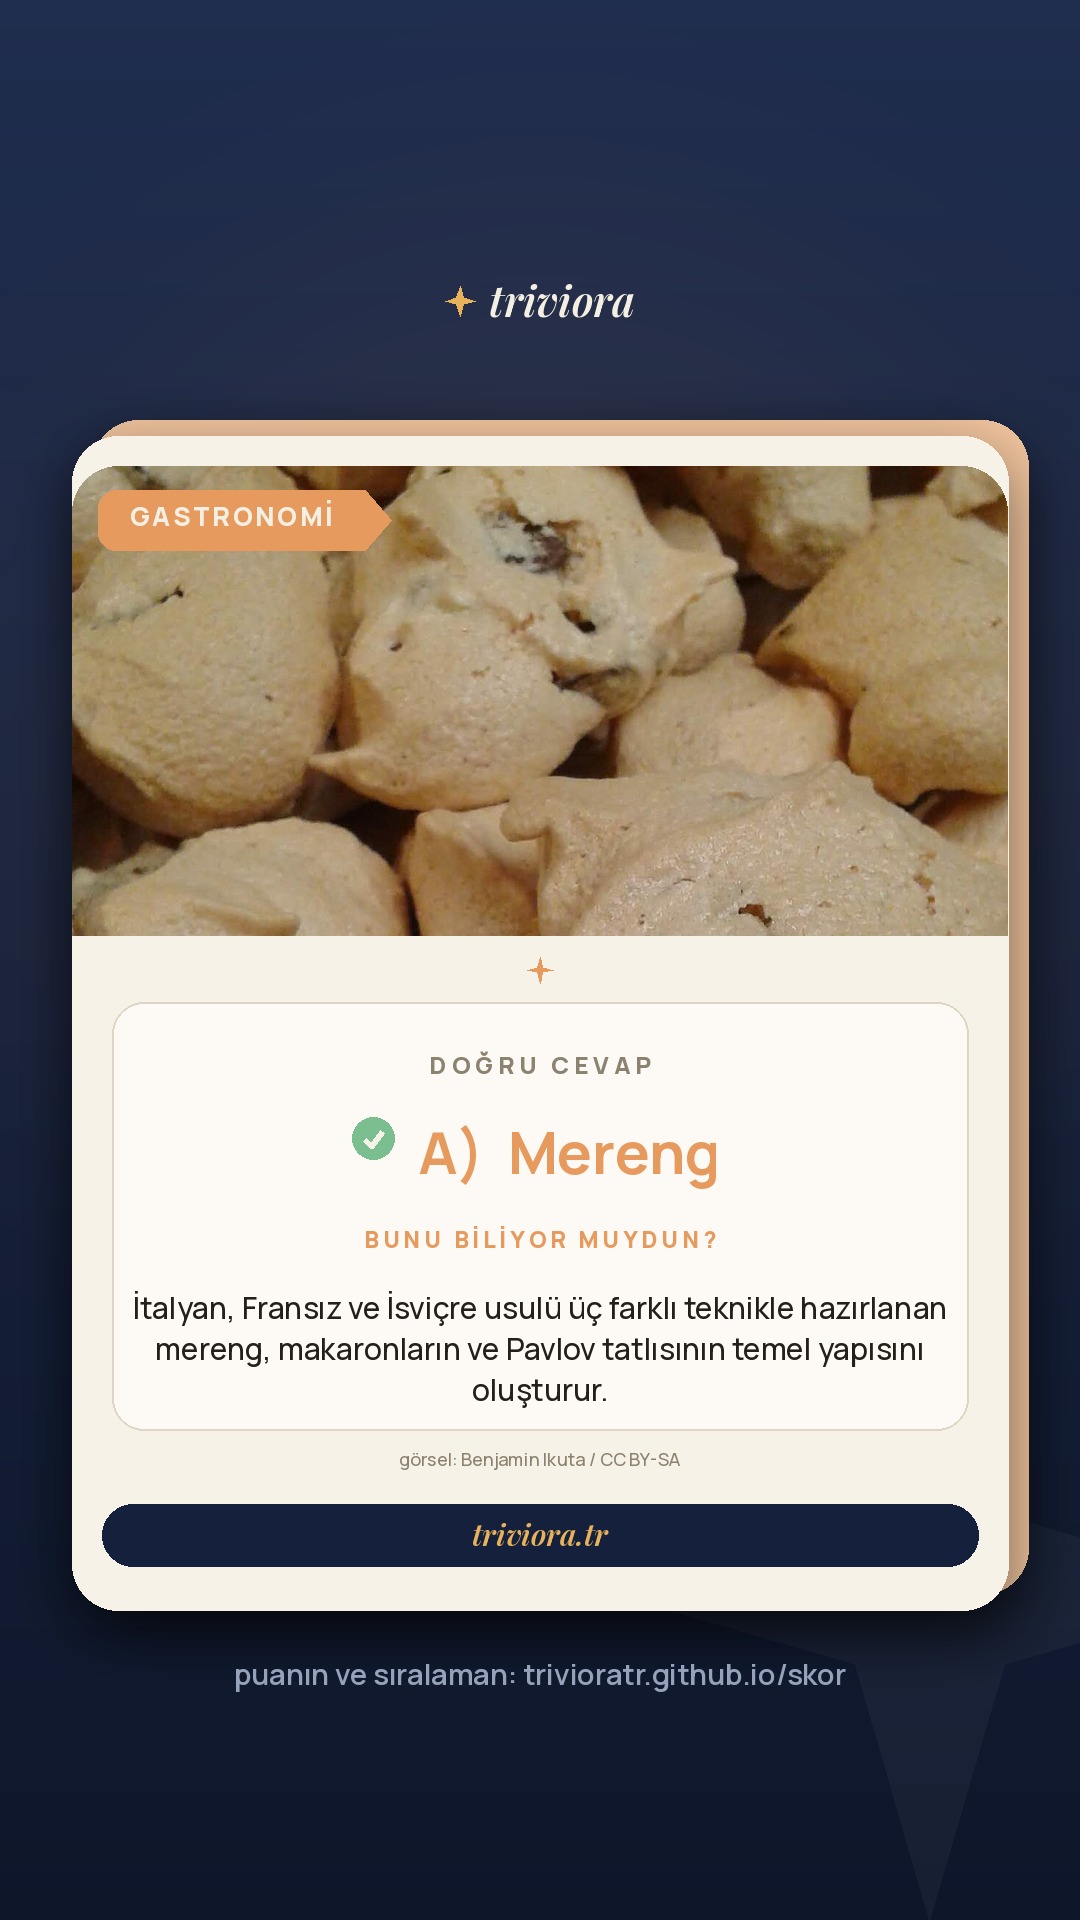 triviora
GASTRONOMİ
DOĞRU CEVAP
A) Mereng
BUNU BİLİYOR MUYDUN?
İtalyan, Fransız ve İsviçre usulü üç farklı teknikle hazırlanan
mereng, makaronların ve Pavlov tatlısının temel yapısını
oluşturur.
görsel: Benjamin Ikuta / CC BY-SA
triviora.tr
puanın ve sıralaman: trivioratr.github.io/skor